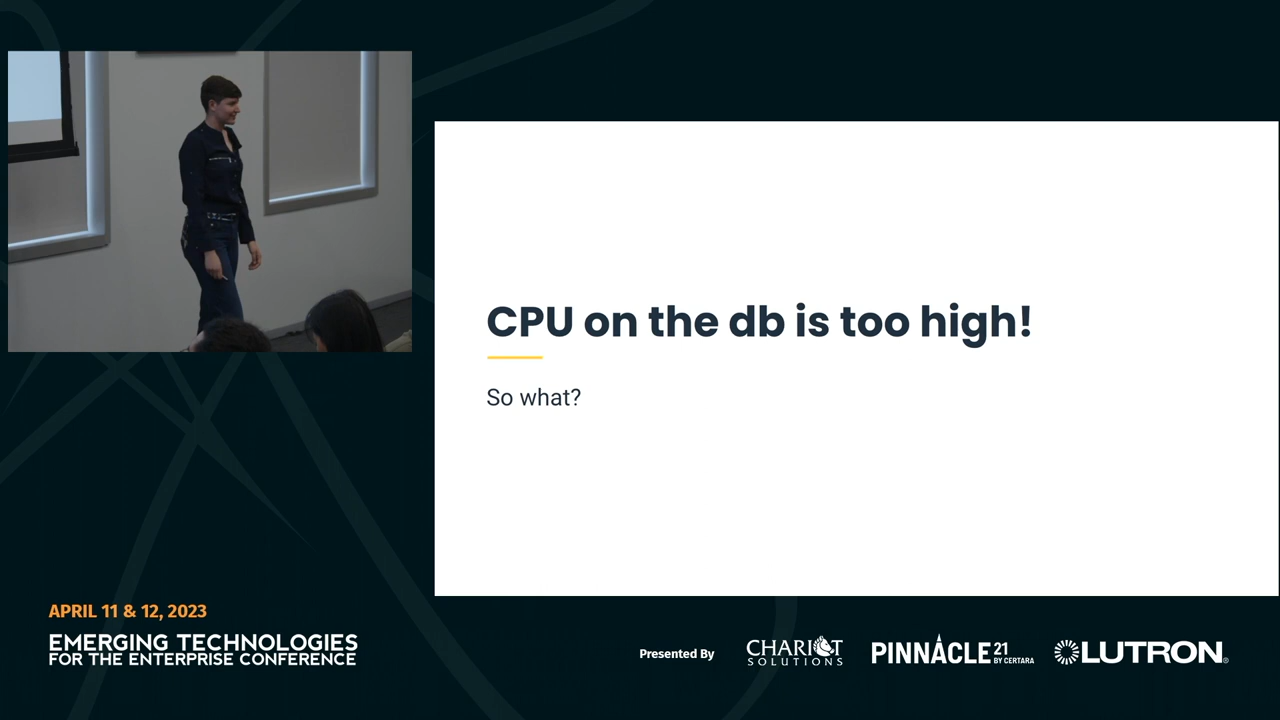 CPU on the db is too high!
So what?
APRIL 11 & 12, 2023
EMERGING TECHNOLOGIES
FOR THE ENTERPRISE CONFERENCE
Presented By
CHARIOT
SOLUTIONS
PINNACLE 21
BY CERTARA
LUTRON®